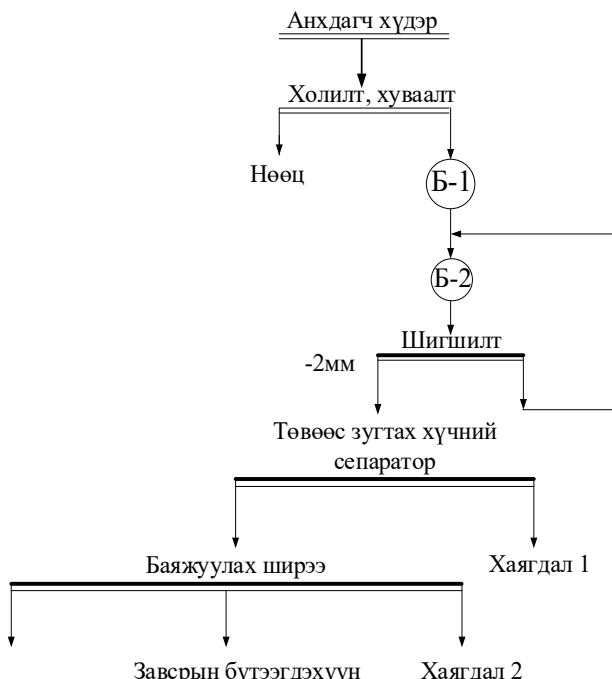 Анхдагч хүдэр
Холилт, хуваалт
Нөөц
Б-1
Б-2
Шигшилт
-2мм
Төвөөс зугтах хүчний
сепаратор
Баяжуулах ширээ
Хаягдал 1
Завсрын бүтээгдэхүүн
Хаягдал 2